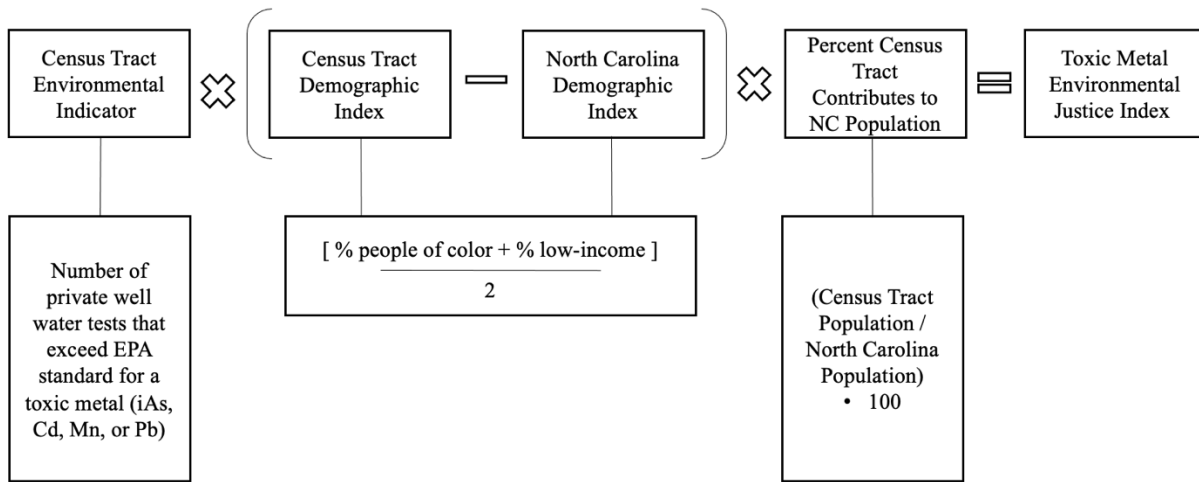 Census Tract
Environmental
Indicator
Census Tract
Demographic
Index
North Carolina
Demographic
Index
Percent Census
Tract
Contributes to
NC Population
Toxic Metal
Environmental
Justice Index
Number of
private well
water tests that
exceed EPA
standard for a
toxic metal (iAs,
Cd, Mn, or Pb)
[ % people of color + % low-income ]
2
(Census Tract
Population /
North Carolina
Population)
• 100